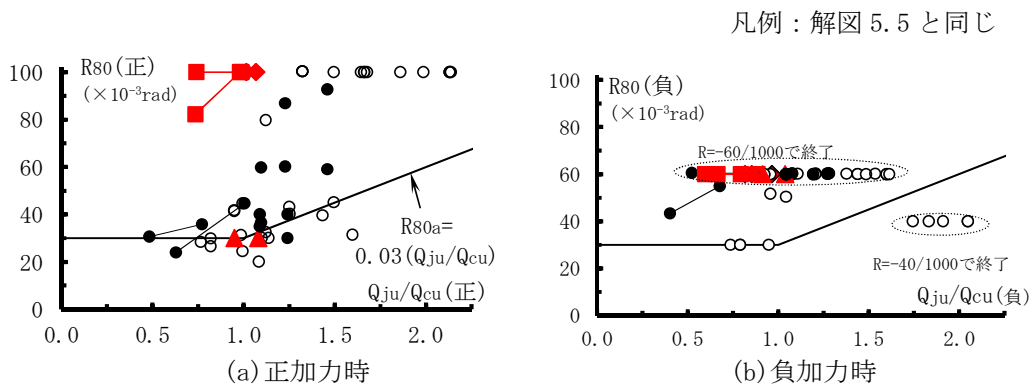 凡例：解図 5.5 と同じ
R80(正)
(×10⁻³rad)
100
80
60
40
20
0
R80a=
0.03(Qju/Qcu)
Qju/Qcu(正)
0.0
0.5
1.0
1.5
2.0
(a)正加力時
R80(負)
(×10⁻³rad)
100
80
60
40
20
0
R=-60/1000で終了
R=-40/1000で終了
Qju/Qcu(負)
0.0
0.5
1.0
1.5
2.0
(b)負加力時